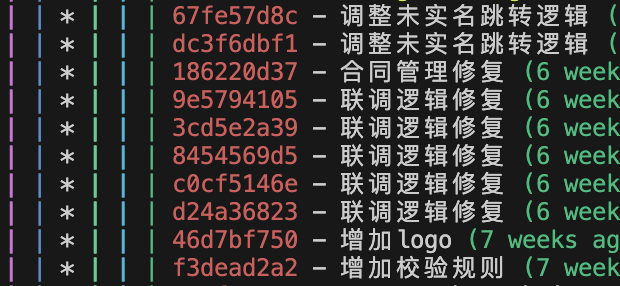 | | * | | | 67fe57d8c - 调整未实名跳转逻辑 (
| | * | | | dc3f6dbf1 - 调整未实名跳转逻辑 (
| | * | | | 186220d37 - 合同管理修复 (6 week
| | * | | | 9e5794105 - 联调逻辑修复 (6 week
| | * | | | 3cd5e2a39 - 联调逻辑修复 (6 week
| | * | | | 8454569d5 - 联调逻辑修复 (6 week
| | * | | | c0cf5146e - 联调逻辑修复 (6 week
| | * | | | d24a36823 - 联调逻辑修复 (6 week
| | * | | | 46d7bf750 - 增加logo (7 weeks ag
| | * | | | f3dead2a2 - 增加校验规则 (7 week